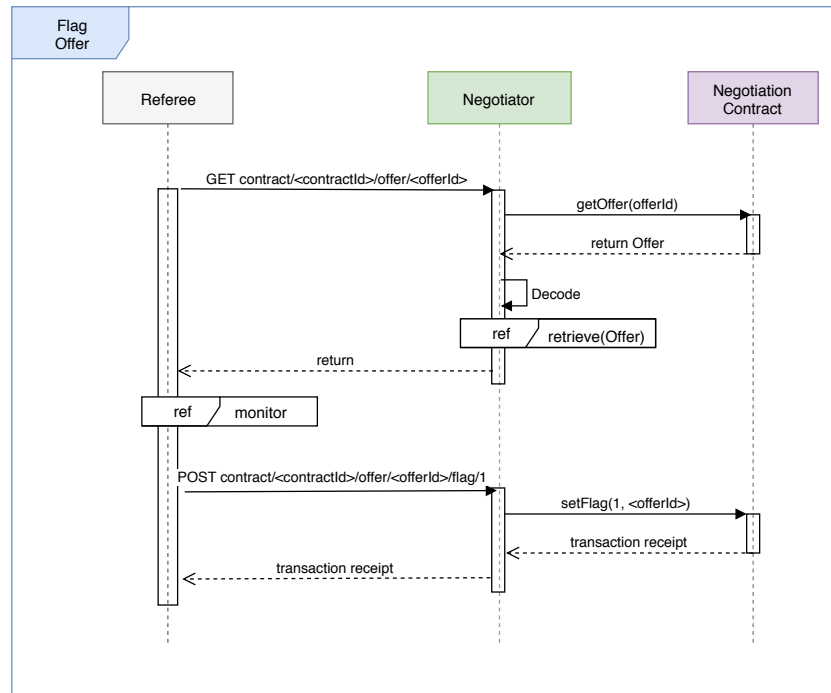 Flag
Offer
Referee
Negotiator
Negotiation
Contract
GET contract/<contractId>/offer/<offerId>
getOffer(offerId)
return Offer
Decode
ref
retrieve(Offer)
return
ref
monitor
POST contract/<contractId>/offer/<offerId>/flag/1
setFlag(1, <offerId>)
transaction receipt
transaction receipt